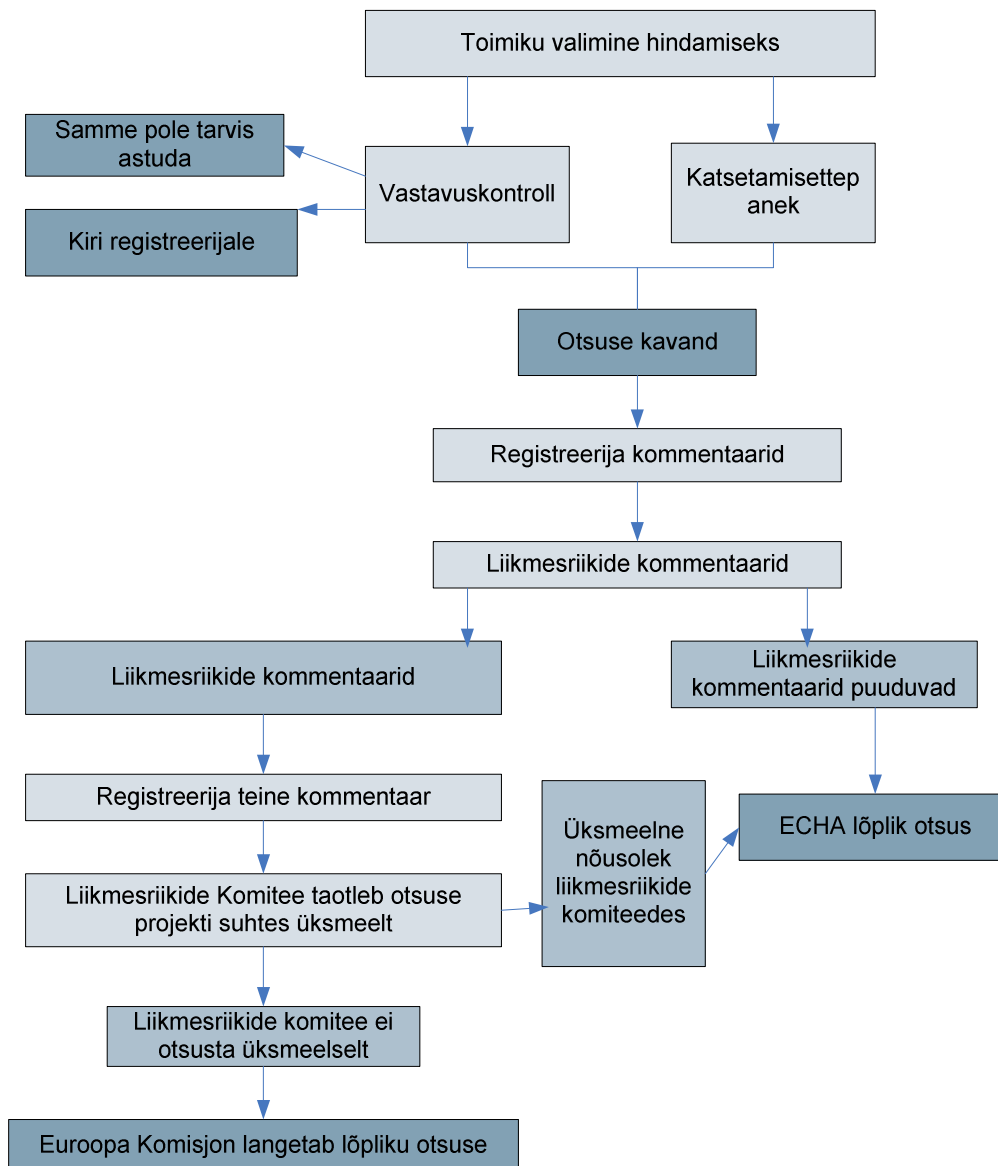 Toimiku valimine hindamiseks
Samme pole tarvis
astuda
Vastavuskontroll
Katsetamisettep
anek
Kiri registreerijale
Otsuse kavand
Registreerija kommentaarid
Liikmesriikide kommentaarid
Liikmesriikide kommentaarid
Liikmesriikide
kommentaarid puuduvad
Registreerija teine kommentaar
Üksmeelne
nõusolek
liikmesriikide
komiteedes
ECHA lõplik otsus
Liikmesriikide Komitee taotleb otsuse
projekti suhtes üksmeelt
Liikmesriikide komitee ei
otsusta üksmeelselt
Euroopa Komisjon langetab lõpliku otsuse